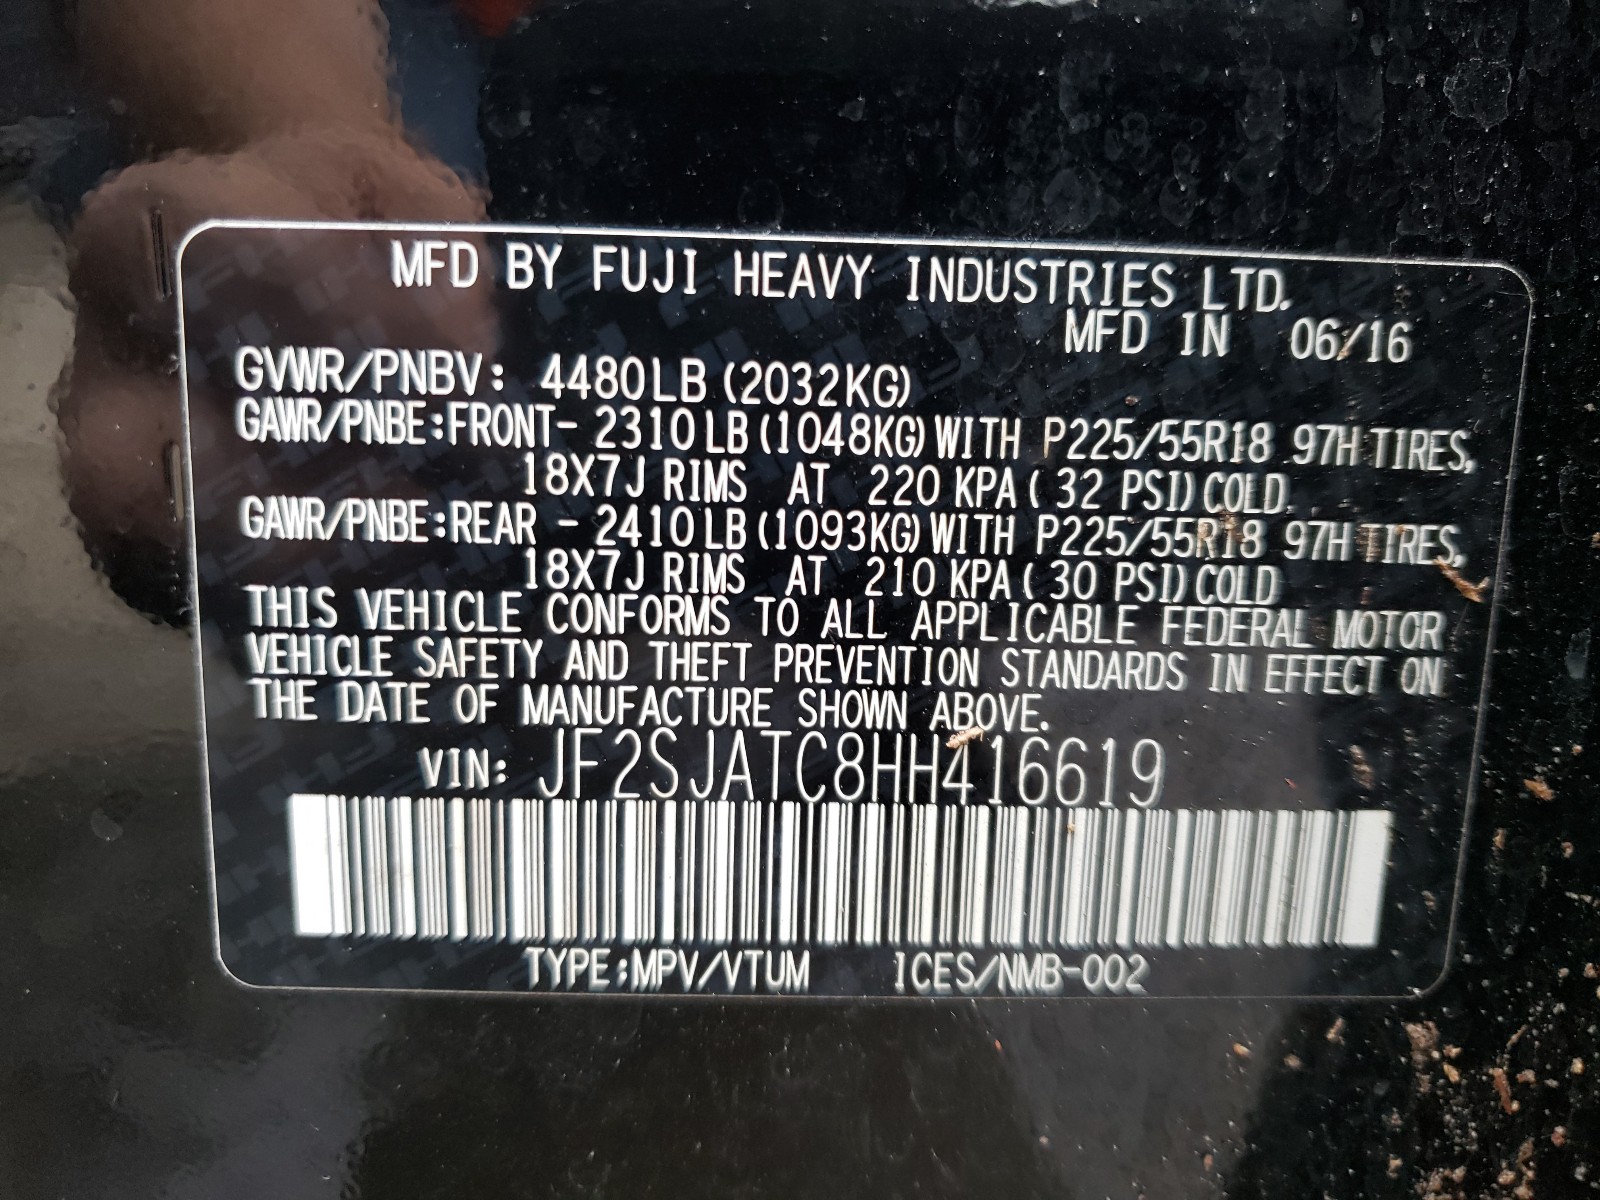 MFD BY FUJI HEAVY INDUSTRIES LTD.
MFD IN 06/16
GVWR/PNBV: 4480LB (2032KG)
GAWR/PNBE:FRONT- 2310LB (1048KG) WITH P225/55R18 97H TIRES,
18X7J RIMS AT 220 KPA ( 32 PSI) COLD.
GAWR/PNBE:REAR - 2410LB (1093KG) WITH P225/55R18 97H TIRES,
18X7J RIMS AT 210 KPA ( 30 PSI) COLD
THIS VEHICLE CONFORMS TO ALL APPLICABLE FEDERAL MOTOR
VEHICLE SAFETY AND THEFT PREVENTION STANDARDS IN EFFECT ON
THE DATE OF MANUFACTURE SHOWN ABOVE.
VIN: JF2SJATC8HH416619
TYPE:MPV/VTUM ICES/NMB-002